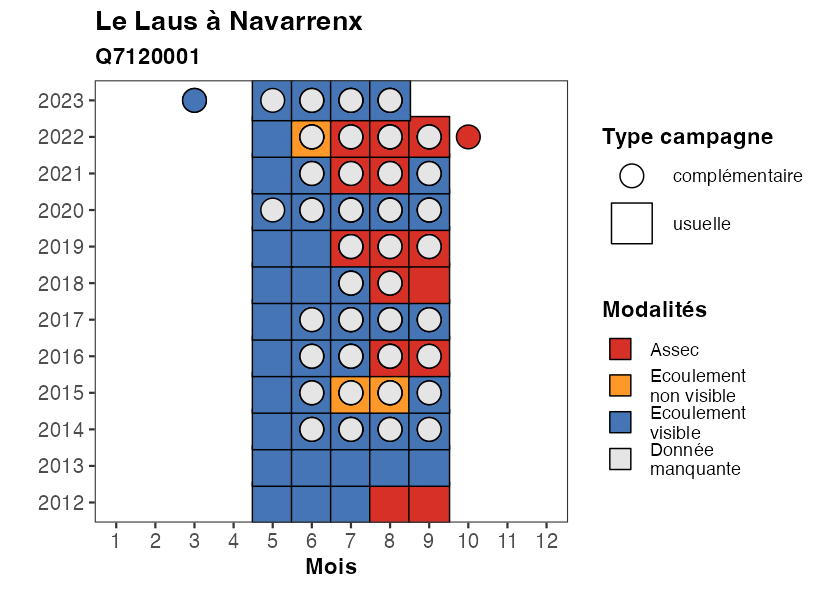 Le Laus à Navarrenx
Q7120001
2023
2022
2021
2020
2019
2018
2017
2016
2015
2014
2013
2012
1 2 3 4 5 6 7 8 9 10 11 12
Mois
Type campagne
complémentaire
usuelle
Modalités
Assec
Ecoulement
non visible
Ecoulement
visible
Donnée
manquante